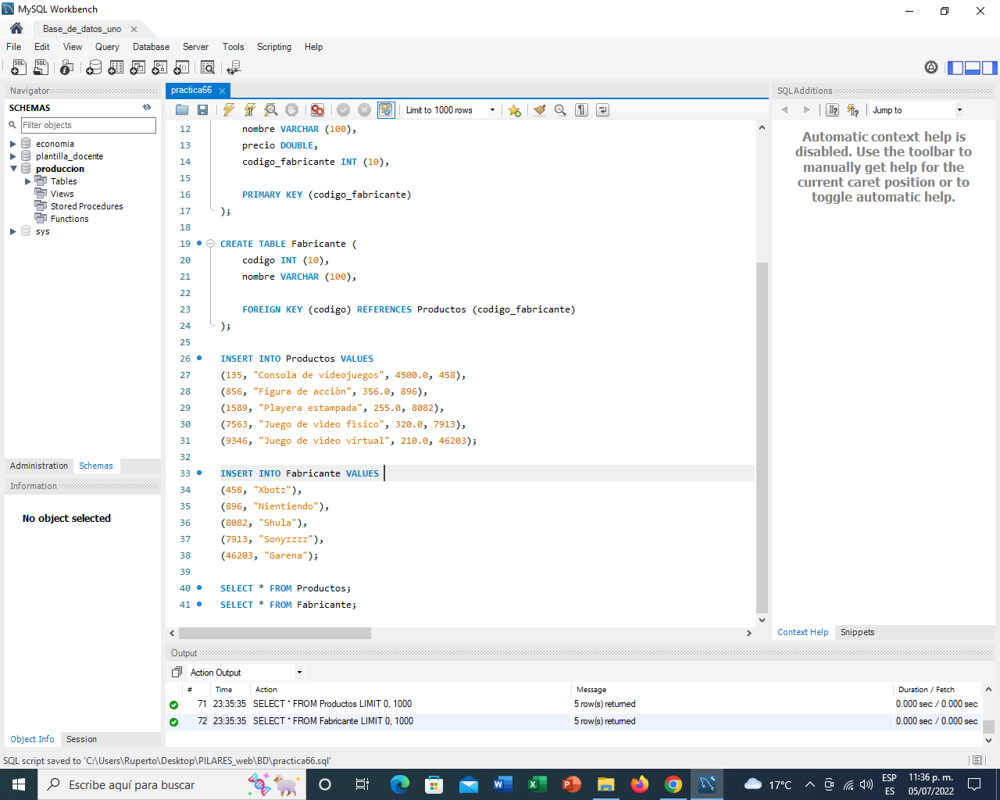 MySQL Workbench
Base_de_datos_uno
File Edit View Query Database Server Tools Scripting Help
Navigator
SCHEMAS
Filter objects
economia
plantilla_docente
produccion
Tables
Views
Stored Procedures
Functions
sys
Administration Schemas
Information
No object selected
Object Info Session
practica66
Limit to 1000 rows
12 nombre VARCHAR (100),
13 precio DOUBLE,
14 codigo_fabricante INT (10),
15
16 PRIMARY KEY (codigo_fabricante)
17 );
18
19 CREATE TABLE Fabricante (
20 codigo INT (10),
21 nombre VARCHAR (100),
22
23 FOREIGN KEY (codigo) REFERENCES Productos (codigo_fabricante)
24 );
25
26 INSERT INTO Productos VALUES
27 (135, "Consola de videojuegos", 4500.0, 458),
28 (856, "Figura de acciòn", 356.0, 896),
29 (1589, "Playera estampada", 255.0, 8082),
30 (7563, "Juego de vìdeo fìsico", 320.0, 7913),
31 (9346, "Juego de vìdeo virtual", 210.0, 46203);
32
33 INSERT INTO Fabricante VALUES
34 (458, "Xbotz"),
35 (896, "Nientiendo"),
36 (8082, "Shula"),
37 (7913, "Sonyzzzz"),
38 (46203, "Garena");
39
40 SELECT * FROM Productos;
41 SELECT * FROM Fabricante;
SQLAdditions
Jump to
Automatic context help is
disabled. Use the toolbar to
manually get help for the
current caret position or to
toggle automatic help.
Context Help Snippets
Output
Action Output
# Time Action Message Duration / Fetch
71 23:35:35 SELECT * FROM Productos LIMIT 0, 1000 5 row(s) returned 0.000 sec / 0.000 sec
72 23:35:35 SELECT * FROM Fabricante LIMIT 0, 1000 5 row(s) returned 0.000 sec / 0.000 sec
SQL script saved to 'C:\Users\Ruperto\Desktop\PILARES_web\BD\practica66.sql'
Escribe aquí para buscar
17°C
ESP
ES
11:36 p. m.
05/07/2022